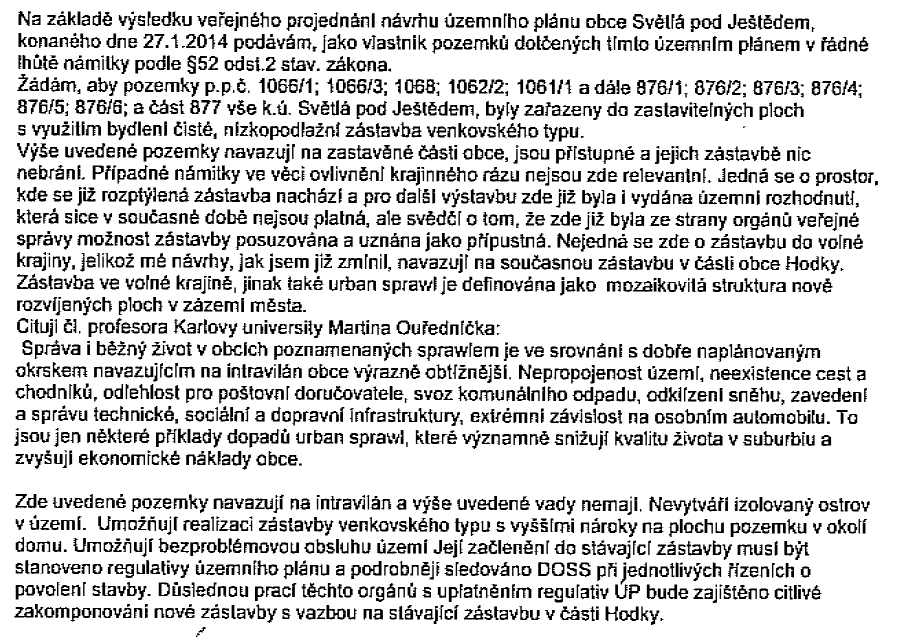 Na základě výsledku veřejného projednání návrhu územního plánu obce Světlá pod Ještědem,
konaného dne 27.1.2014 podávám, jako vlastník pozemků dotčených tímto územním plánem v řádné
lhůtě námitky podle §52 odst.2 stav. zákona.
Žádám, aby pozemky p.p.č. 1066/1; 1066/3; 1068; 1062/2; 1061/1 a dále 876/1; 876/2; 876/3; 876/4;
876/5; 876/6; a část 877 vše k.ú. Světlá pod Ještědem, byly zařazeny do zastavitelných ploch
s využitím bydlení čisté, nízkopodlažní zástavba venkovského typu.
Výše uvedené pozemky navazují na zastavěné části obce, jsou přístupné a jejich zástavbě nic
nebrání. Případné námitky ve věci ovlivnění krajinného rázu nejsou zde relevantní. Jedná se o prostor,
kde se již rozptýlená zástavba nachází a pro další výstavbu zde již byla i vydána územní rozhodnutí,
která sice v současné době nejsou platná, ale svědčí o tom, že zde již byla ze strany orgánů veřejné
správy možnost zástavby posuzována a uznána jako přípustná. Nejedná se zde o zástavbu do volné
krajiny, jelikož mé návrhy, jak jsem již zmínil, navazují na současnou zástavbu v části obce Hodky.
Zástavba ve volné krajině, jinak také urban sprawl je definována jako mozaikovitá struktura nově
rozvíjených ploch v zázemí města.
Cituji čl. profesora Karlovy university Martina Ouředníčka:
Správa i běžný život v obcích poznamenaných sprawlem je ve srovnání s dobře naplánovaným
okrskem navazujícím na intravilán obce výrazně obtížnější. Nepropojenost území, neexistence cest a
chodníků, odlehlost pro poštovní doručovatele, svoz komunálního odpadu, odklízení sněhu, zavedení
a správu technické, sociální a dopravní infrastruktury, extrémní závislost na osobním automobilu. To
jsou jen některé příklady dopadů urban sprawl, které významně snižují kvalitu života v suburbiu a
zvyšují ekonomické náklady obce.
Zde uvedené pozemky navazují na intravilán a výše uvedené vady nemají. Nevytváří izolovaný ostrov
v území. Umožňují realizaci zástavby venkovského typu s vyššími nároky na plochu pozemku v okolí
domu. Umožňují bezproblémovou obsluhu území Její začlenění do stávající zástavby musí být
stanoveno regulativy územního plánu a podrobněji sledováno DOSS při jednotlivých řízeních o
povolení stavby. Důslednou prací těchto orgánů s uplatněním regulativ ÚP bude zajištěno citlivé
zakomponování nové zástavby s vazbou na stávající zástavbu v části Hodky.